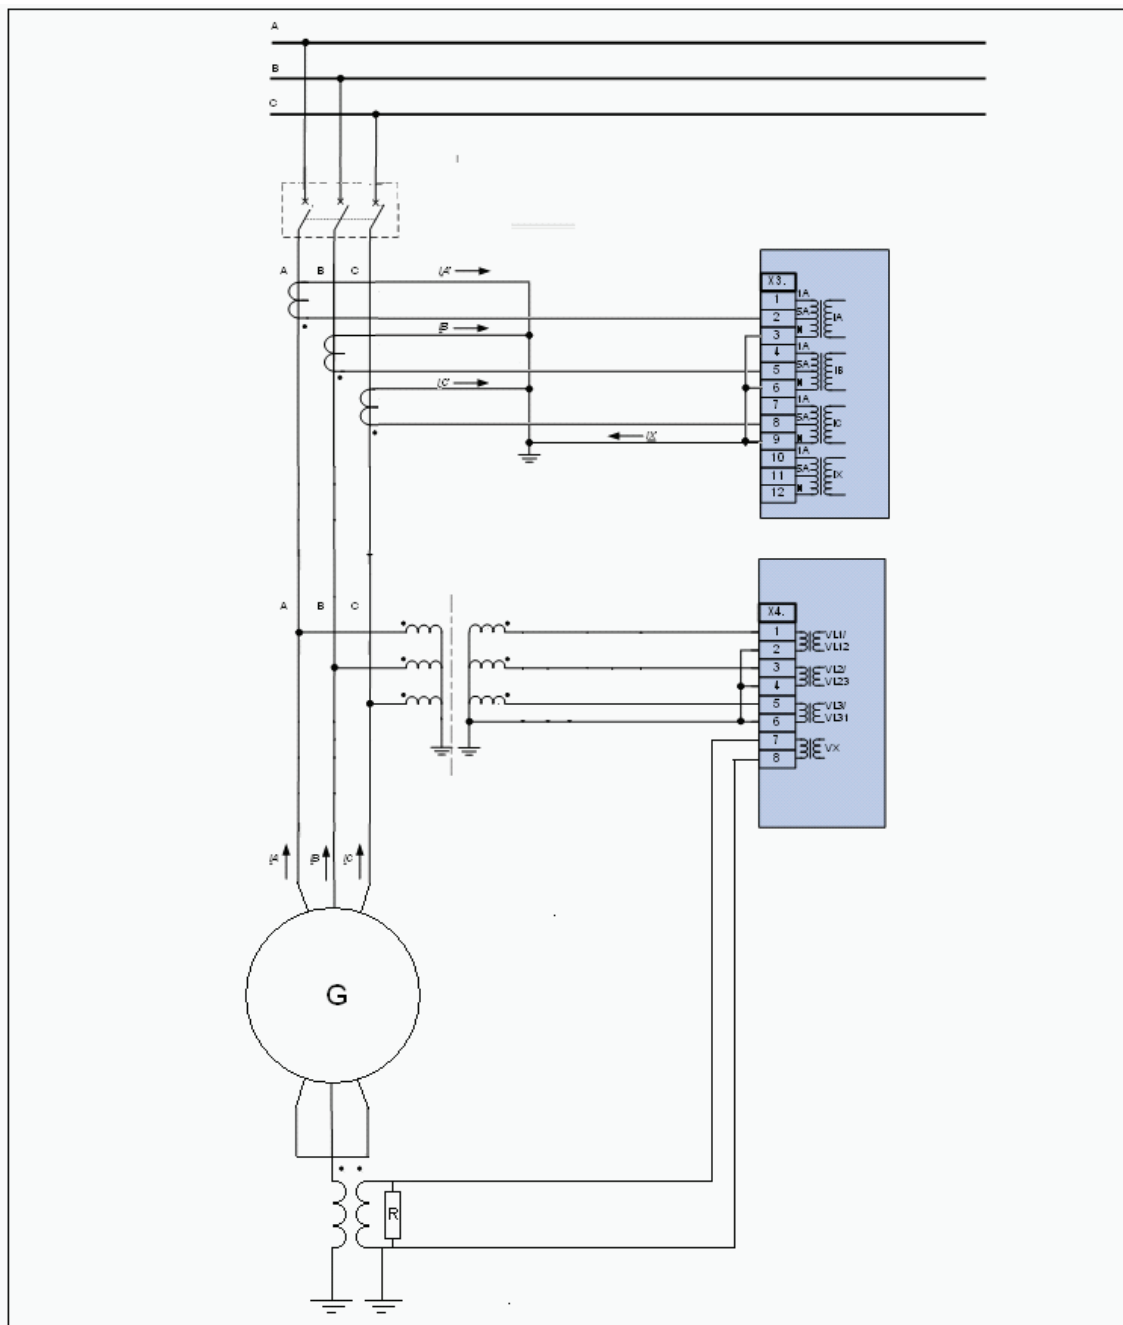 A
B
C
A B C
IA'
IB'
IC'
IX
X3.
1 1A
2 5A IA
3 N
4 1A
5 5A IB
6 N
7 1A
8 5A IC
9 N
10 1A
11 5A IX
12 N
A B C
X4.
1 VL1/
2 VL12
3 VL2/
4 VL23
5 VL3/
6 VL31
7 VX
8
IA IB IC
G
R